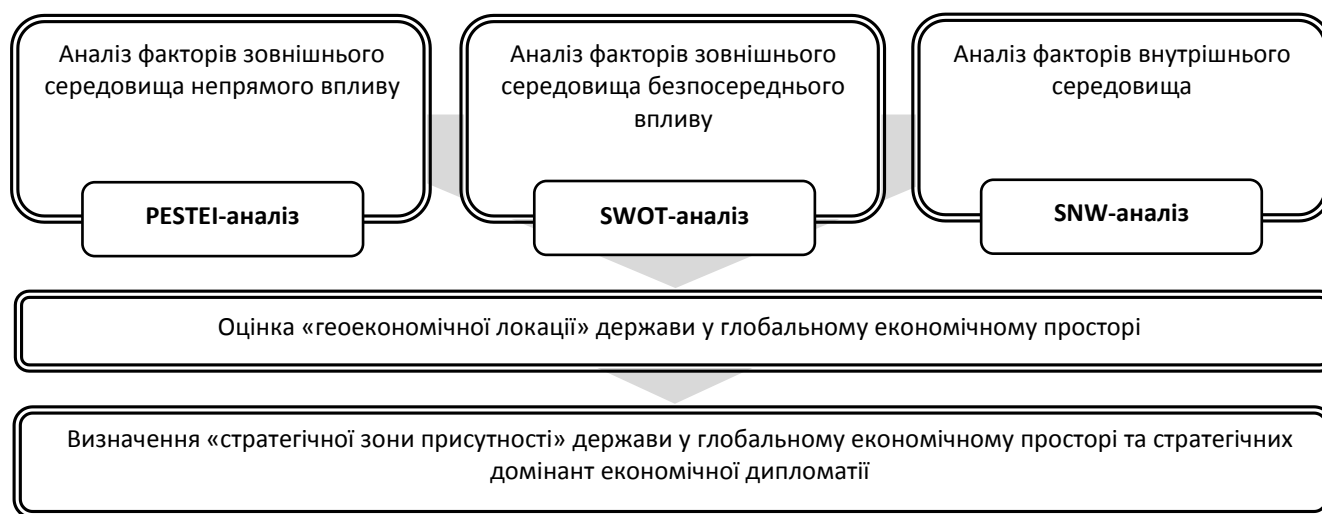 Аналіз факторів зовнішнього
середовища непрямого впливу
PESTEI-аналіз
Аналіз факторів зовнішнього
середовища безпосереднього
впливу
SWOT-аналіз
Аналіз факторів внутрішнього
середовища
SNW-аналіз
Оцінка «геоекономічної локації» держави у глобальному економічному просторі
Визначення «стратегічної зони присутності» держави у глобальному економічному просторі та стратегічних
домінант економічної дипломатії